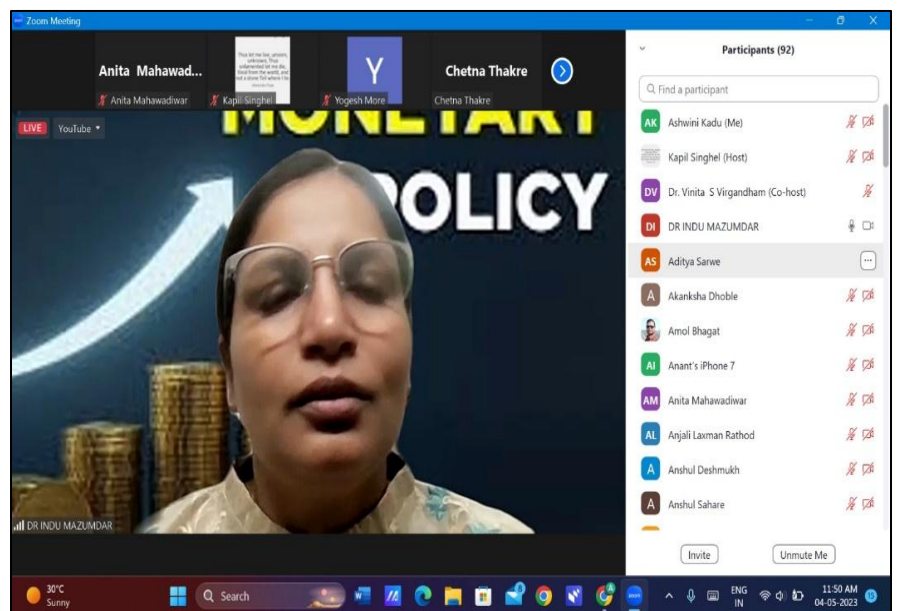 Zoom Meeting
Anita Mahawad...
Anita Mahawadiwar
Kapil Singhel
Y
Yogesh More
Chetna Thakre
Chetna Thakre
LIVE
YouTube
MONETARY
POLICY
DR INDU MAZUMDAR
Participants (92)
Find a participant
AK Ashwini Kadu (Me)
Kapil Singhel (Host)
DV Dr. Vinita S Virgandham (Co-host)
DI DR INDU MAZUMDAR
AS Aditya Sarwe
A Akanksha Dhoble
Amol Bhagat
AI Anant's iPhone 7
AM Anita Mahawadiwar
AL Anjali Laxman Rathod
A Anshul Deshmukh
A Anshul Sahare
Invite
Unmute Me
30°C
Sunny
Search
ENG
IN
11:50 AM
04-05-2023
15